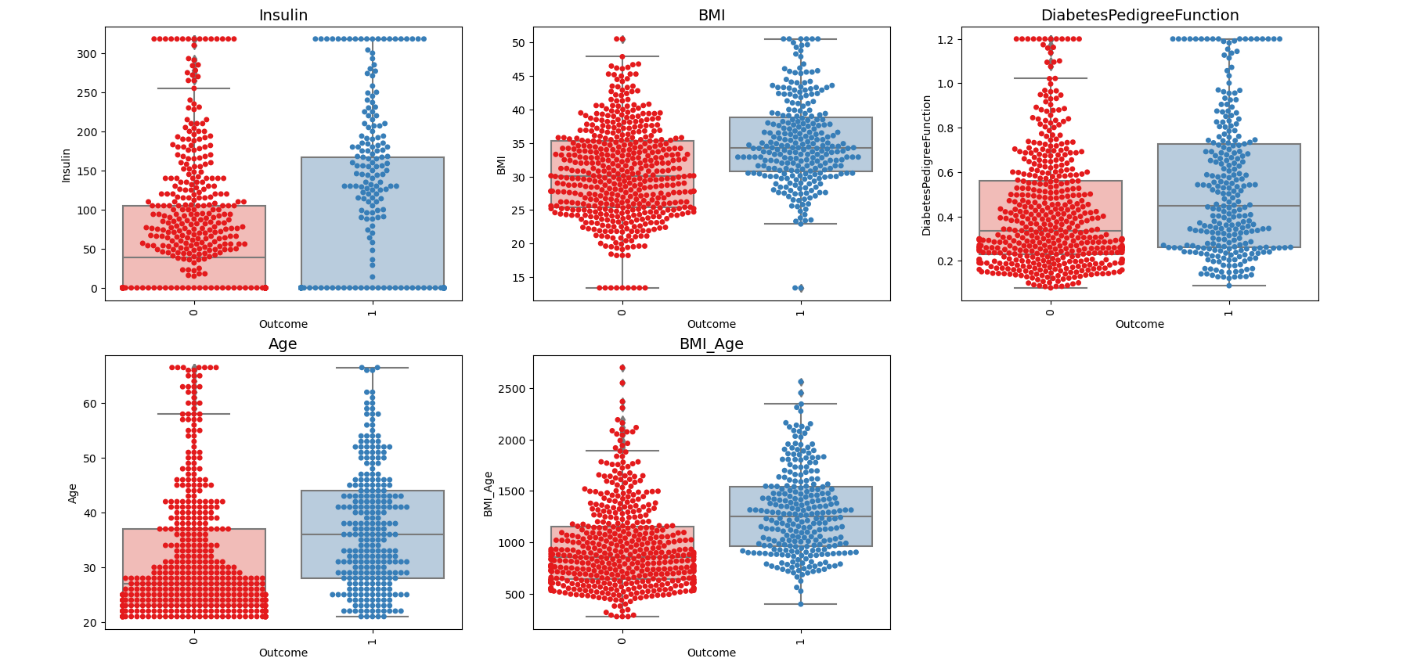 Insulin
300
250
200
150
100
50
0
Insulin
0
1
Outcome
BMI
50
45
40
35
30
25
20
15
BMI
0
1
Outcome
DiabetesPedigreeFunction
1.2
1.0
0.8
0.6
0.4
0.2
DiabetesPedigreeFunction
0
1
Outcome
Age
60
50
40
30
20
Age
0
1
Outcome
BMI_Age
2500
2000
1500
1000
500
BMI_Age
0
1
Outcome